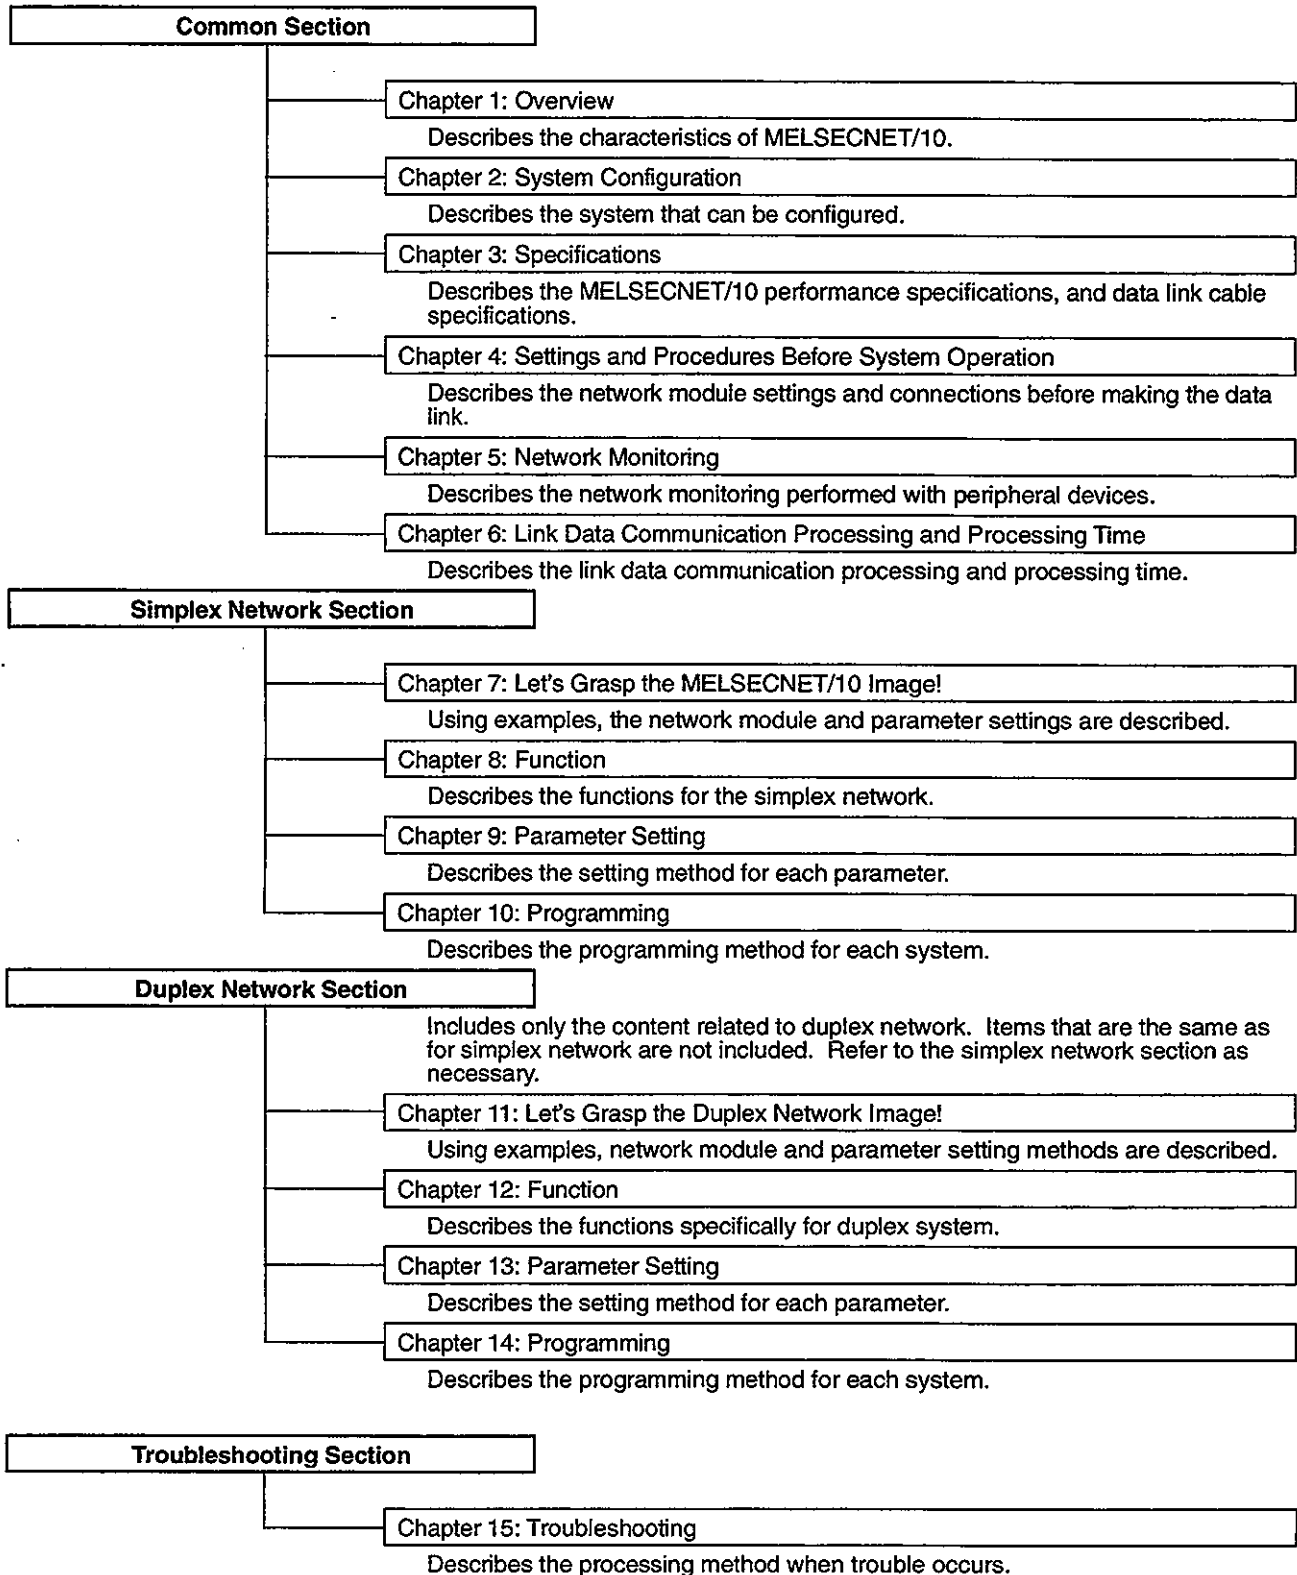 Common Section
Chapter 1: Overview
Describes the characteristics of MELSECNET/10.
Chapter 2: System Configuration
Describes the system that can be configured.
Chapter 3: Specifications
Describes the MELSECNET/10 performance specifications, and data link cable
specifications.
Chapter 4: Settings and Procedures Before System Operation
Describes the network module settings and connections before making the data
link.
Chapter 5: Network Monitoring
Describes the network monitoring performed with peripheral devices.
Chapter 6: Link Data Communication Processing and Processing Time
Describes the link data communication processing and processing time.
Simplex Network Section
Chapter 7: Let's Grasp the MELSECNET/10 Image!
Using examples, the network module and parameter settings are described.
Chapter 8: Function
Describes the functions for the simplex network.
Chapter 9: Parameter Setting
Describes the setting method for each parameter.
Chapter 10: Programming
Describes the programming method for each system.
Duplex Network Section
Includes only the content related to duplex network. Items that are the same as
for simplex network are not included. Refer to the simplex network section as
necessary.
Chapter 11: Let's Grasp the Duplex Network Image!
Using examples, network module and parameter setting methods are described.
Chapter 12: Function
Describes the functions specifically for duplex system.
Chapter 13: Parameter Setting
Describes the setting method for each parameter.
Chapter 14: Programming
Describes the programming method for each system.
Troubleshooting Section
Chapter 15: Troubleshooting
Describes the processing method when trouble occurs.